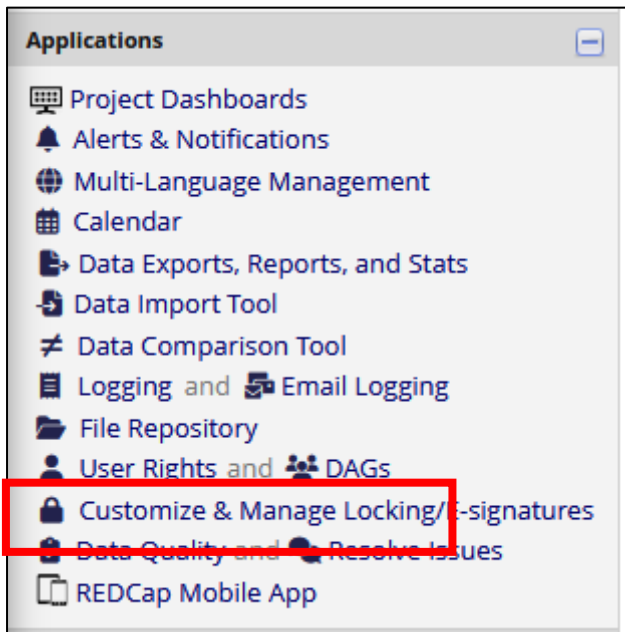 Applications
Project Dashboards
Alerts & Notifications
Multi-Language Management
Calendar
Data Exports, Reports, and Stats
Data Import Tool
Data Comparison Tool
Logging and Email Logging
File Repository
User Rights and DAGs
Customize & Manage Locking/E-signatures
Data Quality and Resolve Issues
REDCap Mobile App